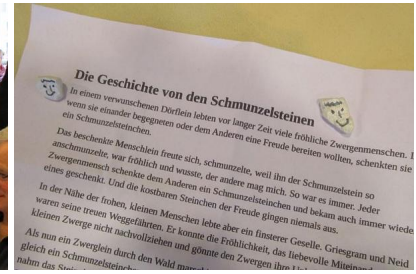 Die Geschichte von den Schmunzelsteinen
In einem verwunschenen Dörflein lebten vor langer Zeit viele fröhliche Zwergenmenschen.
wenn sie einander begegneten oder dem Anderen eine Freude bereiten wollten, schenkten sie
ein Schmunzelsteinchen.
Das beschenkte Menschlein freute sich, schmunzelte, weil ihn der Schmunzelstein so
anschmunzelte, war fröhlich und wusste, der andere mag mich. So war es immer. Jeder
Zwergenmensch schenkte dem Anderen ein Schmunzelsteinchen und bekam auch immer wieder
eines geschenkt. Und die kostbaren Steinchen der Freude gingen niemals aus.
In der Nähe der frohen, kleinen Menschen lebte aber ein finsterer Geselle. Griesgram und Neid
waren seine treuen Weggefährten. Er konnte die Fröhlichkeit, das liebevolle
kleinen Zwerge nicht nachvollziehen und gönnte den Zwergen ihre
Als nun ein Zwerglein durch den Wald
gleich ein
nahm das